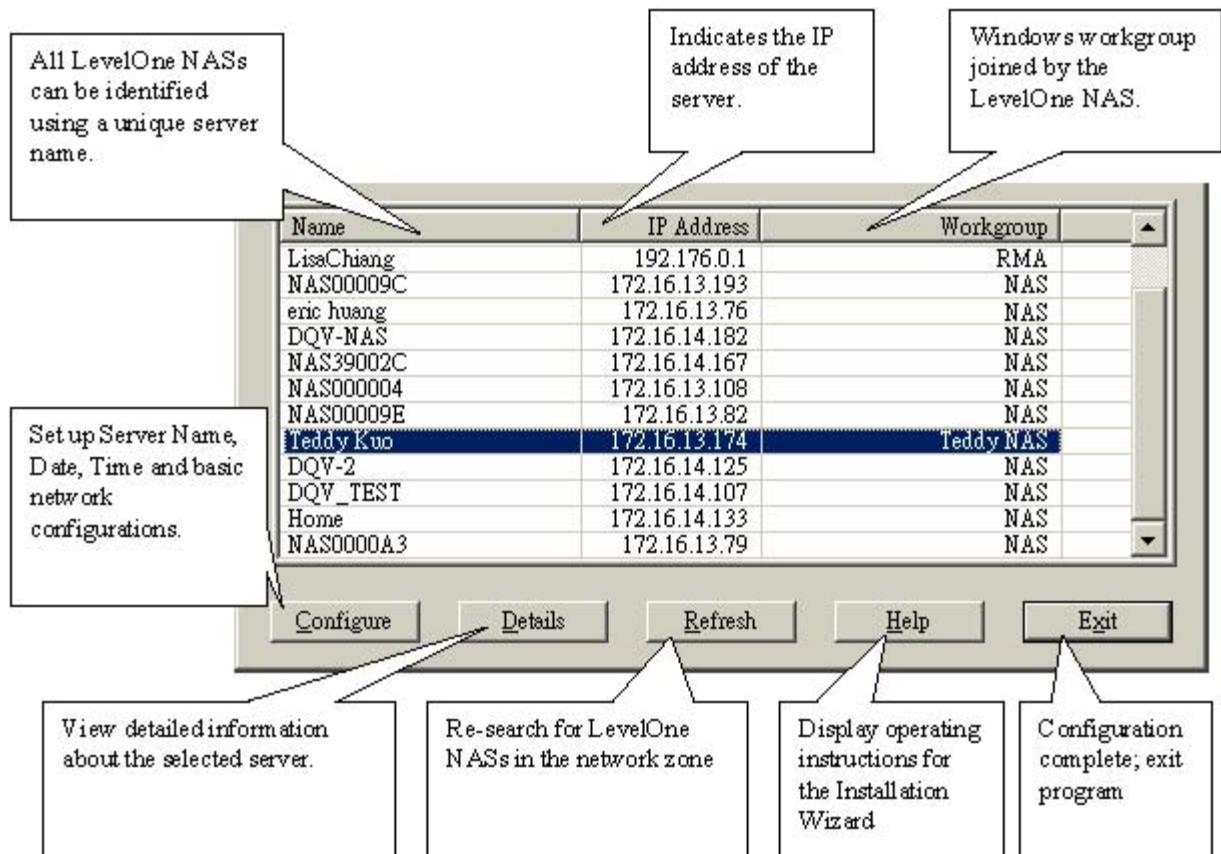 All LevelOne NASs
can be identified
using a unique server
name.
Indicates the IP
address of the
server.
Windows workgroup
joined by the
LevelOne NAS.
Name IP Address Workgroup
LisaChiang 192.176.0.1 RMA
NAS00009C 172.16.13.193 NAS
eric huang 172.16.13.76 NAS
DQV-NAS 172.16.14.182 NAS
NAS39002C 172.16.14.167 NAS
NAS000004 172.16.13.108 NAS
NAS00009E 172.16.13.82 NAS
Teddy Kuo 172.16.13.174 Teddy NAS
DQV-2 172.16.14.125 NAS
DQV_TEST 172.16.14.107 NAS
Home 172.16.14.133 NAS
NAS0000A3 172.16.13.79 NAS
Set up Server Name,
Date, Time and basic
network
configurations.
Configure Details Refresh Help Exit
View detailed information
about the selected server.
Re-search for LevelOne
NASs in the network zone
Display operating
instructions for
the Installation
Wizard
Configuration
complete; exit
program